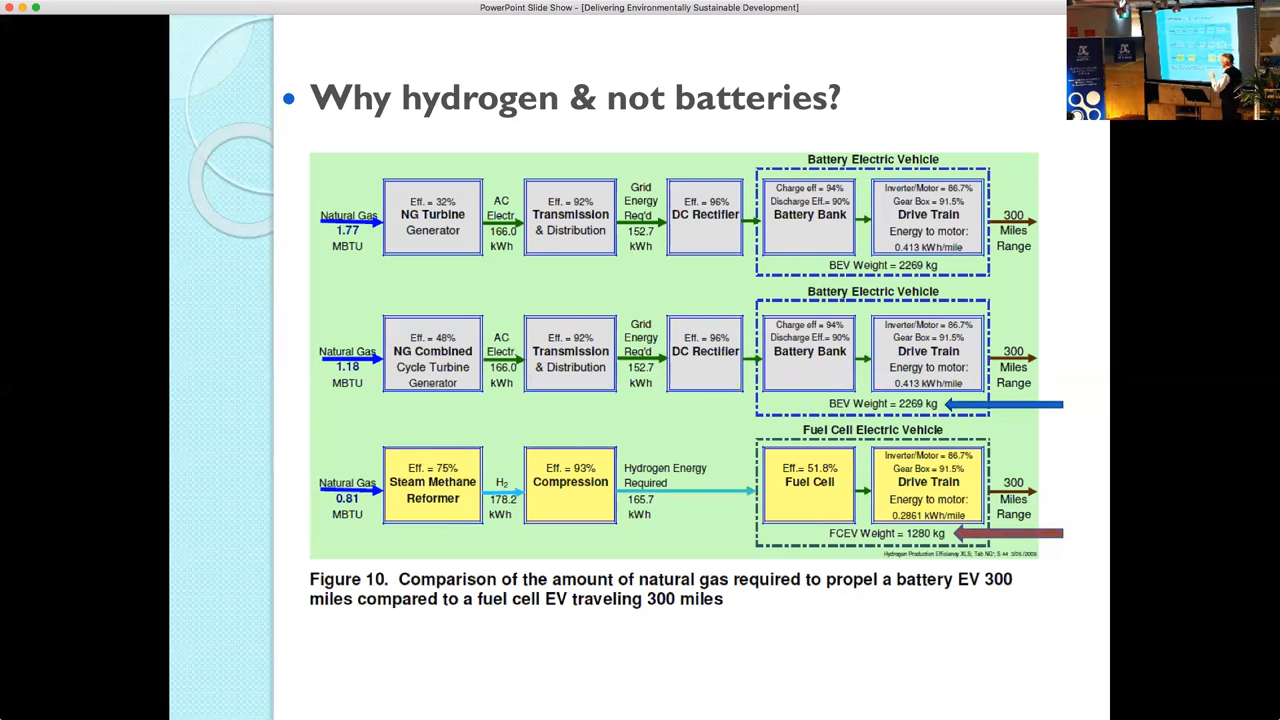 PowerPoint Slide Show - [Delivering Environmentally Sustainable Development]
• Why hydrogen & not batteries?
Battery Electric Vehicle
Natural Gas
1.77
MBTU
Eff. = 32%
NG Turbine
Generator
AC
Electr.
166.0
kWh
Eff. = 92%
Transmission
& Distribution
Grid
Energy
Req'd
152.7
kWh
Eff. = 96%
DC Rectifier
Charge eff = 94%
Discharge Eff.= 90%
Battery Bank
Inverter/Motor = 86.7%
Gear Box = 91.5%
Drive Train
Energy to motor:
0.413 kWh/mile
300
Miles
Range
BEV Weight = 2269 kg
Battery Electric Vehicle
Natural Gas
1.18
MBTU
Eff. = 48%
NG Combined
Cycle Turbine
Generator
AC
Electr.
166.0
kWh
Eff. = 92%
Transmission
& Distribution
Grid
Energy
Req'd
152.7
kWh
Eff. = 96%
DC Rectifier
Charge eff = 94%
Discharge Eff.= 90%
Battery Bank
Inverter/Motor = 86.7%
Gear Box = 91.5%
Drive Train
Energy to motor:
0.413 kWh/mile
300
Miles
Range
BEV Weight = 2269 kg
Fuel Cell Electric Vehicle
Natural Gas
0.81
MBTU
Eff. = 75%
Steam Methane
Reformer
H2
178.2
kWh
Eff. = 93%
Compression
Hydrogen Energy
Required
165.7
kWh
Eff.= 51.8%
Fuel Cell
Inverter/Motor = 86.7%
Gear Box = 91.5%
Drive Train
Energy to motor:
0.2861 kWh/mile
300
Miles
Range
FCEV Weight = 1280 kg
Figure 10. Comparison of the amount of natural gas required to propel a battery EV 300
miles compared to a fuel cell EV traveling 300 miles